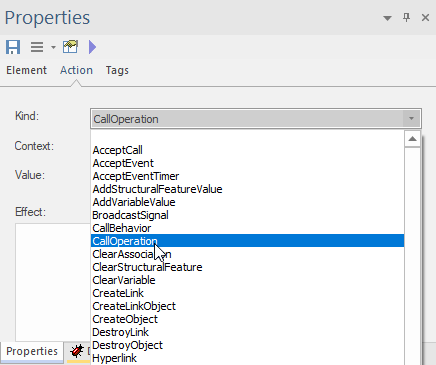 Properties
Element Action Tags
Kind: CallOperation
Context:
AcceptCall
Value:
AcceptEvent
AcceptEventTimer
AddStructuralFeatureValue
AddVariableValue
Effect:
BroadcastSignal
CallBehavior
CallOperation
ClearAssociation
ClearStructuralFeature
ClearVariable
CreateLink
CreateLinkObject
CreateObject
DestroyLink
DestroyObject
Hyperlink
Properties